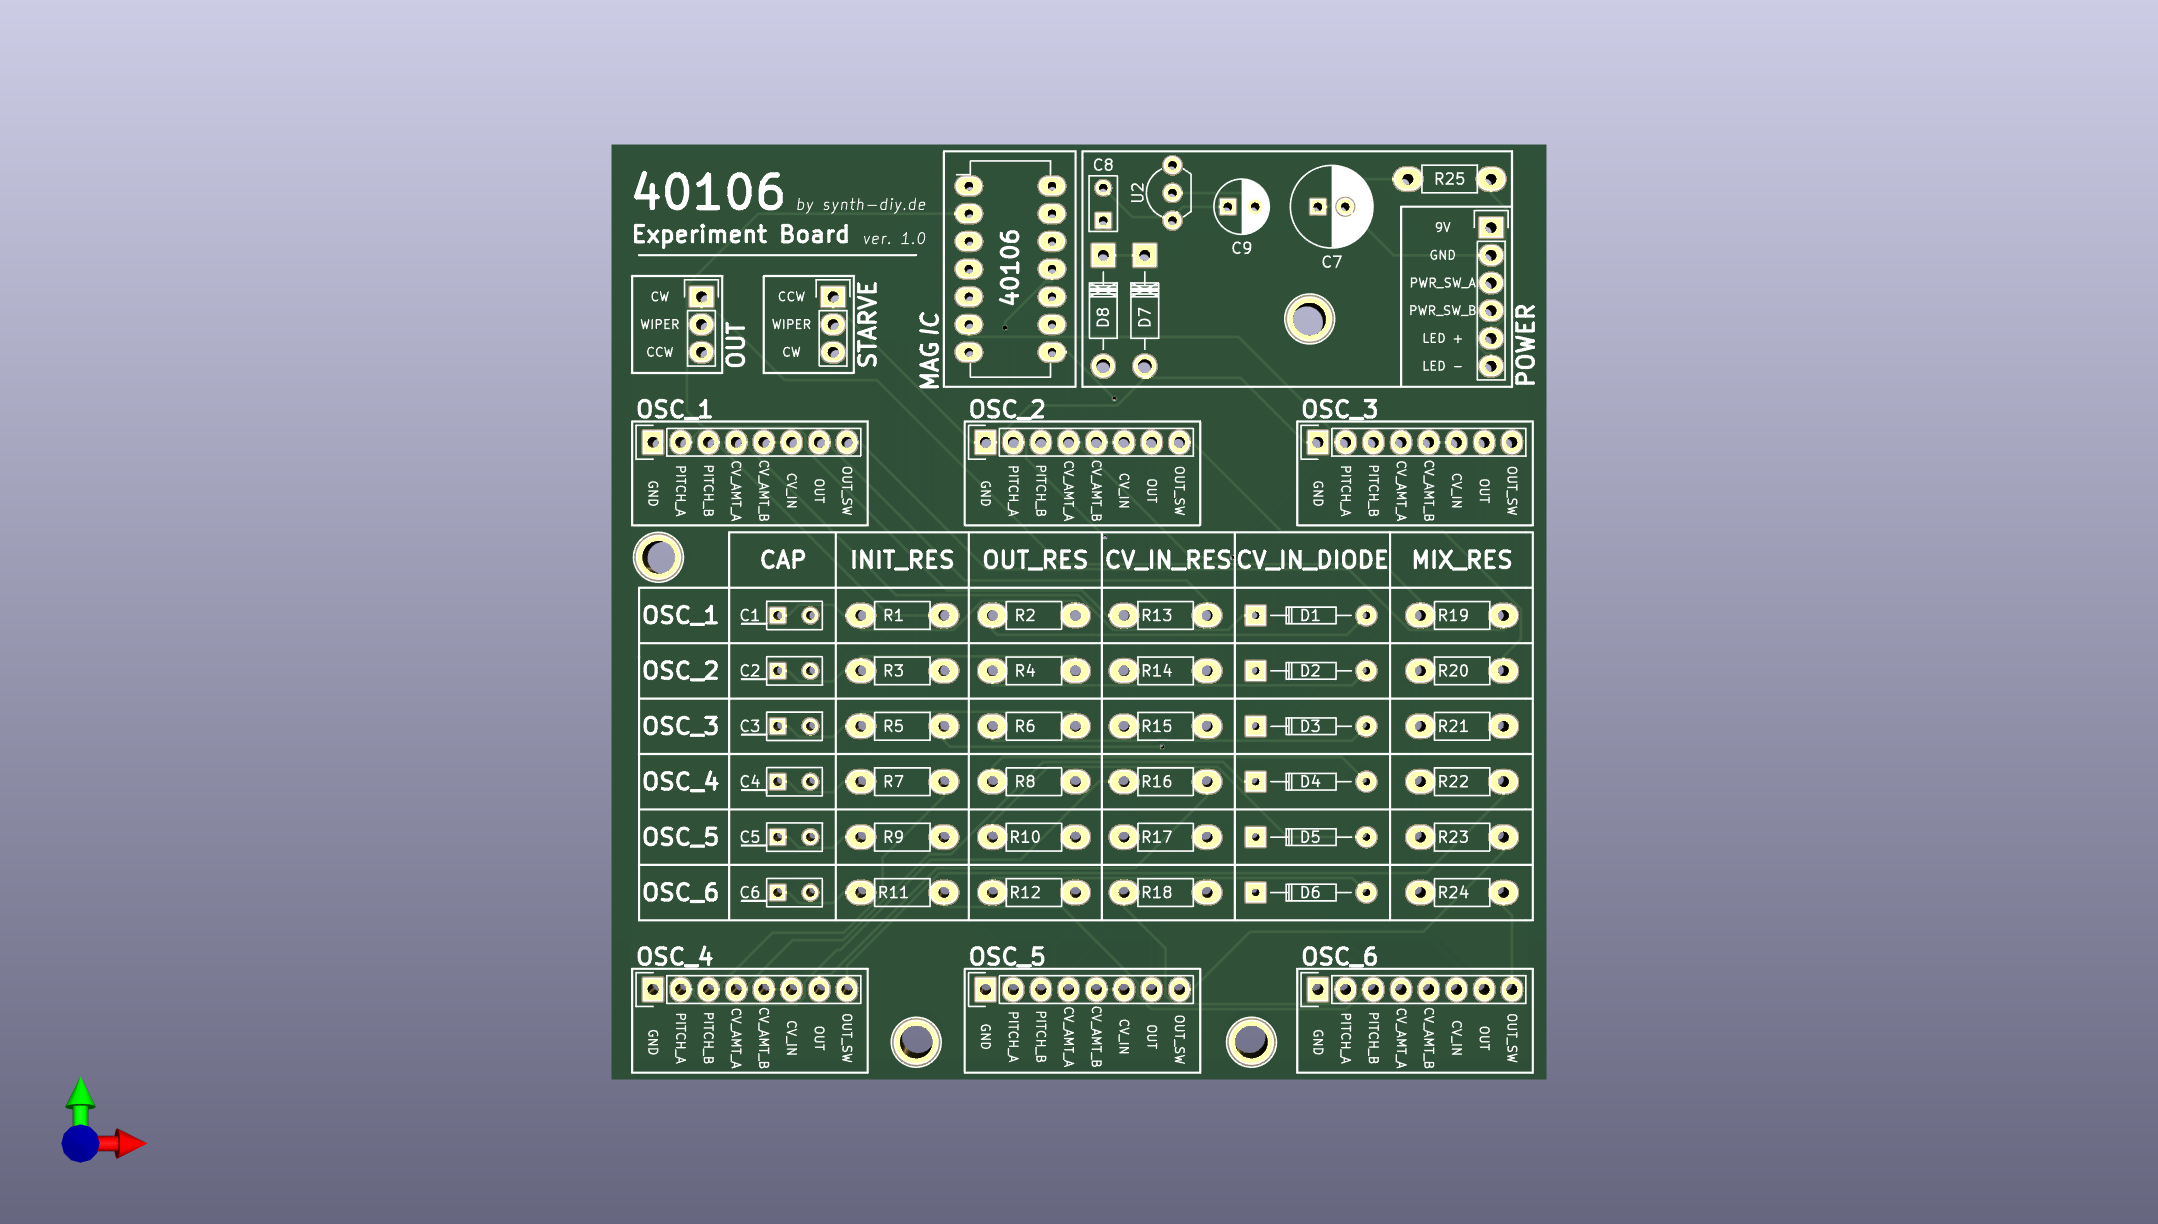 40106 by synth-diy.de
Experiment Board ver. 1.0
CW
WIPER
CCW
OUT
CCW
WIPER
CW
STARVE
40106
MAGIC
C8
U2
C9
C7
R25
D8
D7
9V
GND
PWR_SW_A
PWR_SW_B
LED +
LED -
POWER
OSC_1
GND PITCH_A PITCH_B CV_AMT_A CV_AMT_B CV_IN OUT OUT_SW
OSC_2
GND PITCH_A PITCH_B CV_AMT_A CV_AMT_B CV_IN OUT OUT_SW
OSC_3
GND PITCH_A PITCH_B CV_AMT_A CV_AMT_B CV_IN OUT OUT_SW
CAP INIT_RES OUT_RES CV_IN_RES CV_IN_DIODE MIX_RES
OSC_1 C1 R1 R2 R13 D1 R19
OSC_2 C2 R3 R4 R14 D2 R20
OSC_3 C3 R5 R6 R15 D3 R21
OSC_4 C4 R7 R8 R16 D4 R22
OSC_5 C5 R9 R10 R17 D5 R23
OSC_6 C6 R11 R12 R18 D6 R24
OSC_4
GND PITCH_A PITCH_B CV_AMT_A CV_AMT_B CV_IN OUT OUT_SW
OSC_5
GND PITCH_A PITCH_B CV_AMT_A CV_AMT_B CV_IN OUT OUT_SW
OSC_6
GND PITCH_A PITCH_B CV_AMT_A CV_AMT_B CV_IN OUT OUT_SW